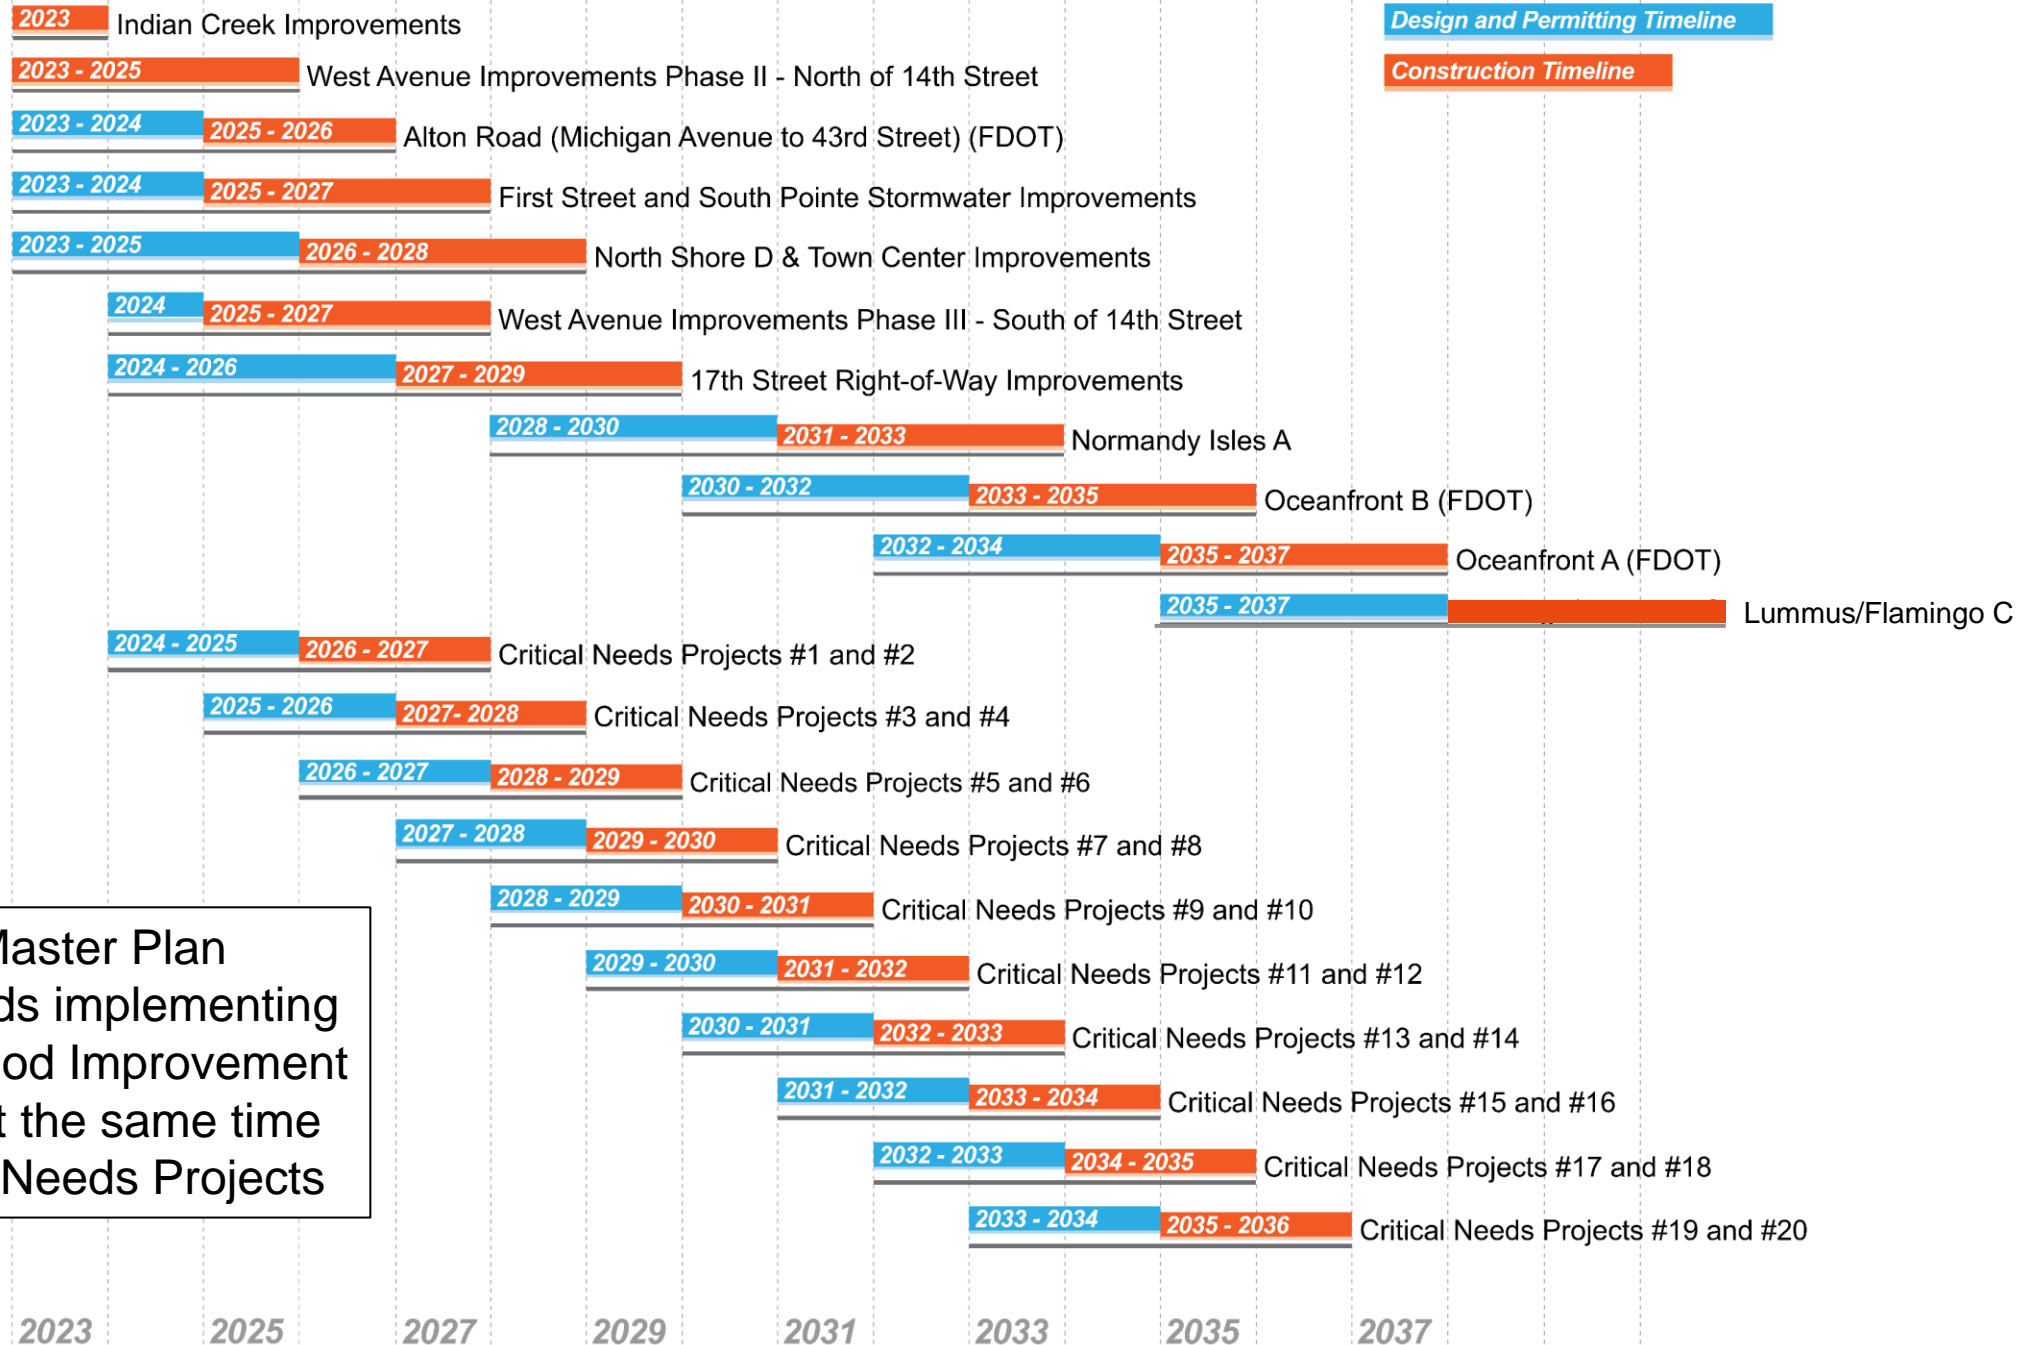 2023 Indian Creek Improvements
Design and Permitting Timeline
2023 - 2025 West Avenue Improvements Phase II - North of 14th Street
Construction Timeline
2023 - 2024 2025 - 2026 Alton Road (Michigan Avenue to 43rd Street) (FDOT)
2023 - 2024 2025 - 2027 First Street and South Pointe Stormwater Improvements
2023 - 2025 2026 - 2028 North Shore D & Town Center Improvements
2024 2025 - 2027 West Avenue Improvements Phase III - South of 14th Street
2024 - 2026 2027 - 2029 17th Street Right-of-Way Improvements
2028 - 2030 2031 - 2033 Normandy Isles A
2030 - 2032 2033 - 2035 Oceanfront B (FDOT)
2032 - 2034 2035 - 2037 Oceanfront A (FDOT)
2035 - 2037 Lummus/Flamingo C
2024 - 2025 2026 - 2027 Critical Needs Projects #1 and #2
2025 - 2026 2027- 2028 Critical Needs Projects #3 and #4
2026 - 2027 2028 - 2029 Critical Needs Projects #5 and #6
2027 - 2028 2029 - 2030 Critical Needs Projects #7 and #8
2028 - 2029 2030 - 2031 Critical Needs Projects #9 and #10
2029 - 2030 2031 - 2032 Critical Needs Projects #11 and #12
2030 - 2031 2032 - 2033 Critical Needs Projects #13 and #14
2031 - 2032 2033 - 2034 Critical Needs Projects #15 and #16
2032 - 2033 2034 - 2035 Critical Needs Projects #17 and #18
2033 - 2034 2035 - 2036 Critical Needs Projects #19 and #20
Master Plan
implementing
Improvement
the same time
Needs Projects
2023 2025 2027 2029 2031 2033 2035 2037